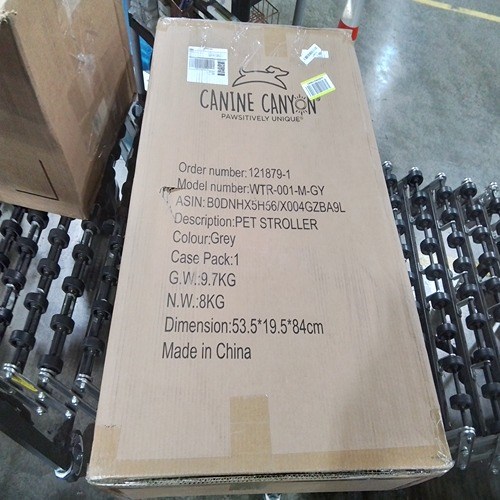 CANINE CANYON
PAWSITIVELY UNIQUE®
Order number: 121879-1
Model number:WTR-001-M-GY
ASIN:B0DNHX5H56/X004GZBA9L
Description:PET STROLLER
Colour:Grey
Case Pack:1
G.W.:9.7KG
N.W.:8KG
Dimension:53.5*19.5*84cm
Made in China